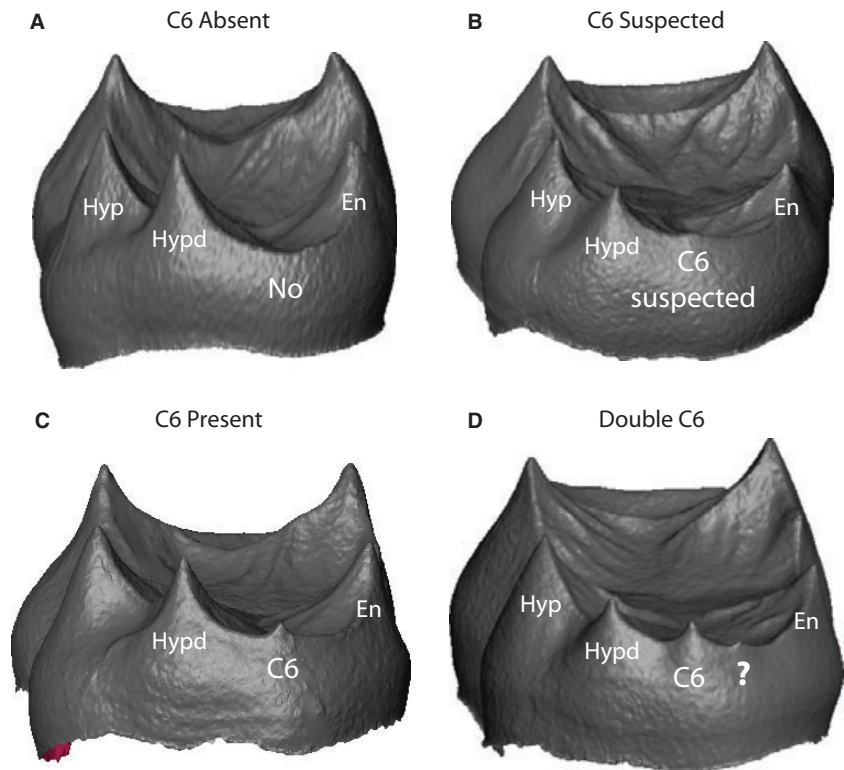 A C6 Absent
Hyp
Hypd
En
No
B C6 Suspected
Hyp
Hypd
En
C6
suspected
C C6 Present
Hypd
En
C6
D Double C6
Hyp
Hypd
En
C6
?